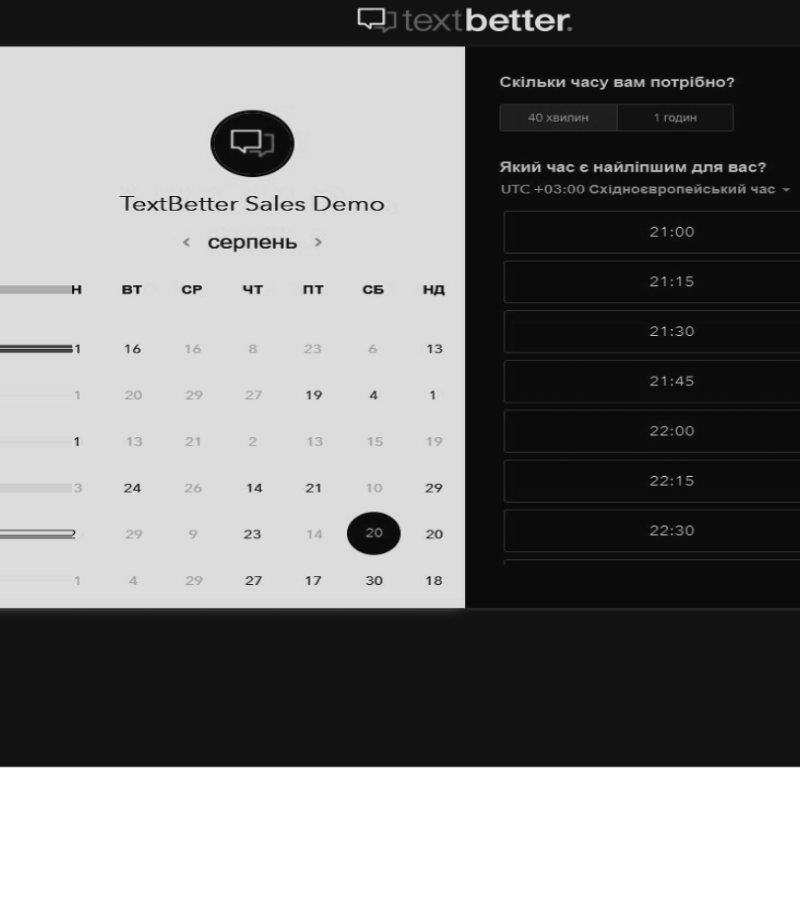 textbetter.
TextBetter Sales Demo
< серпень >
Н ВТ СР ЧТ ПТ СБ НД
1 16 16 8 23 6 13
1 20 29 27 19 4 1
1 13 21 2 13 15 19
3 24 26 14 21 10 29
29 9 23 14 20 20
1 4 29 27 17 30 18
Скільки часу вам потрібно?
40 хвилин 1 годин
Який час є найліпшим для вас?
UTC +03:00 Східноєвропейський час
21:00
21:15
21:30
21:45
22:00
22:15
22:30